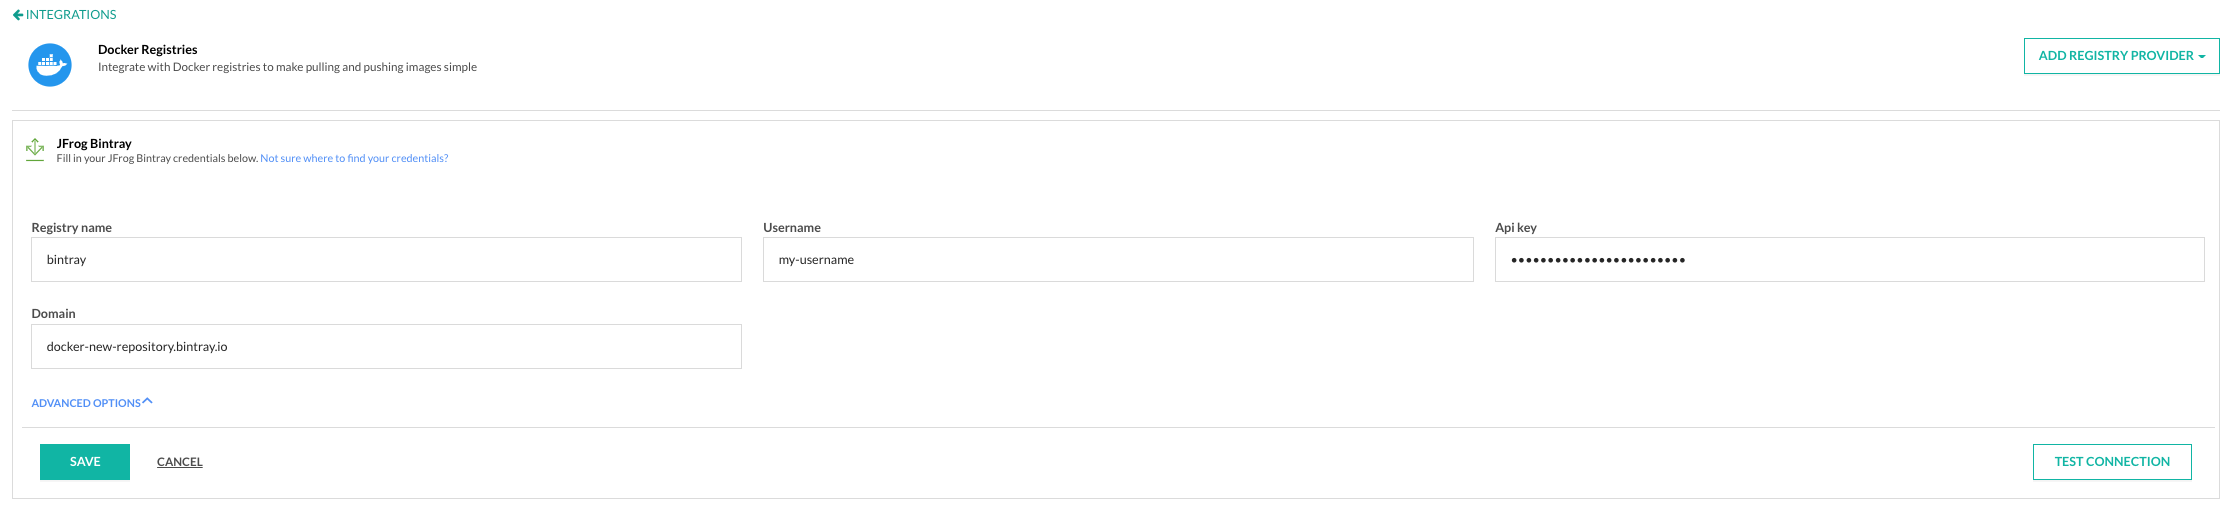 INTEGRATIONS
Docker Registries
Integrate with Docker registries to make pulling and pushing images simple
ADD REGISTRY PROVIDER
JFrog Bintray
Fill in your JFrog Bintray credentials below. Not sure where to find your credentials?
Registry name
bintray
Username
my-username
Api key
••••••••••••••••••••••••
Domain
docker-new-repository.bintray.io
ADVANCED OPTIONS
SAVE
CANCEL
TEST CONNECTION